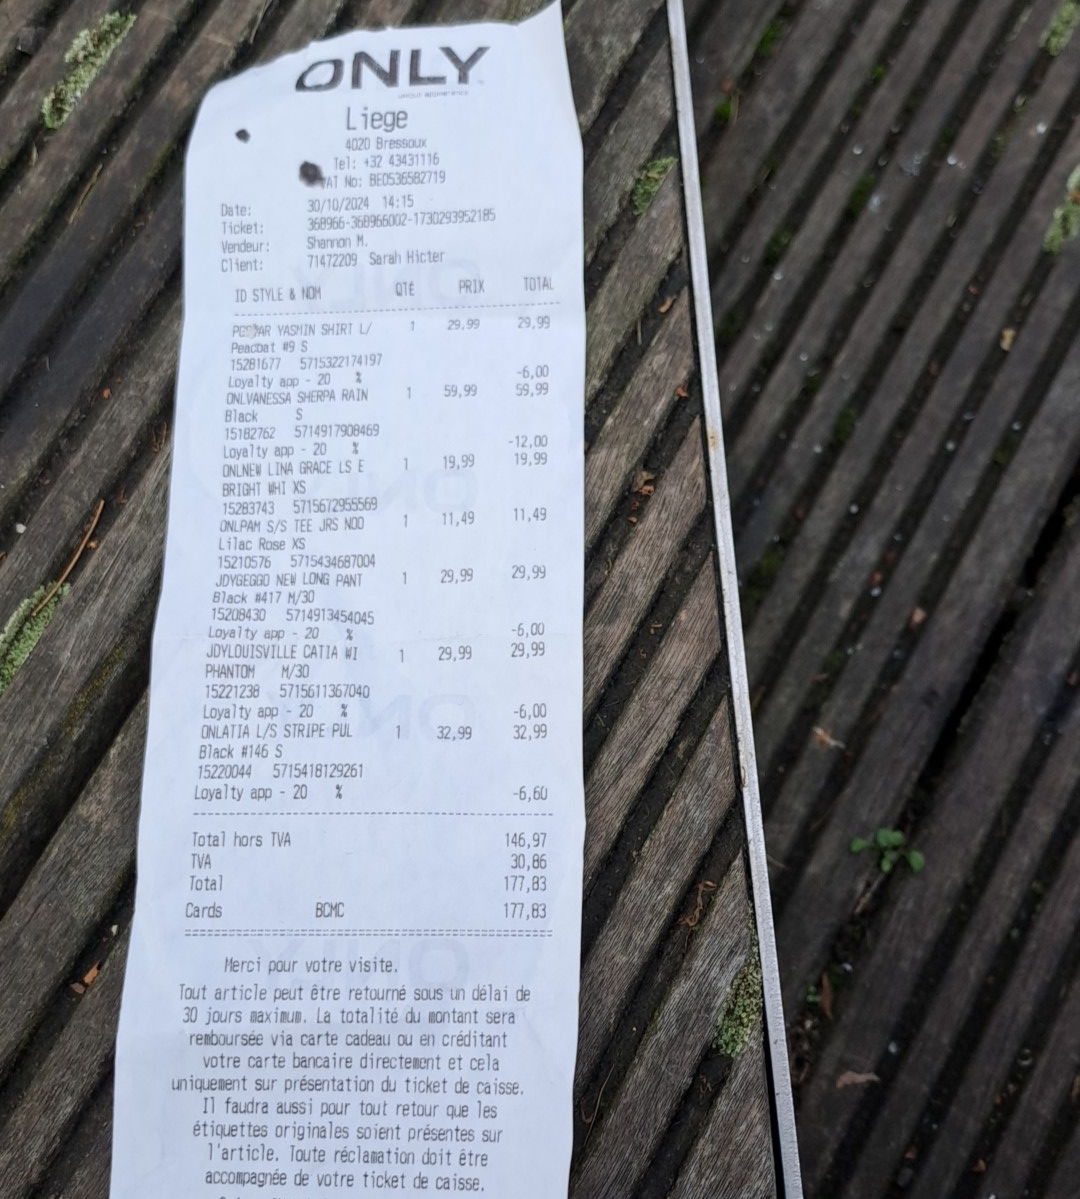 ONLY
Liege
4020 Bressoux
Tel: +32 43431116
VAT No: BE0536582719
Date: 30/10/2024 14:15
Ticket: 368966-368966002-1730293952185
Vendeur: Shannon M.
Client: 71472209 Sarah Hicter
ID STYLE & NOM QTÉ PRIX TOTAL
YASMIN SHIRT L/ 1 29,99 29,99
Peacoat #9 S
15281677 5715322174197
Loyalty app - 20 % -6,00
ONLVANESSA SHERPA RAIN 1 59,99 59,99
Black S
15182762 5714917908469
Loyalty app - 20 % -12,00
ONLNEW LINA GRACE LS E 1 19,99 19,99
BRIGHT WHI XS
15283743 5715672955569
ONLPAM S/S TEE JRS NOO 1 11,49 11,49
Lilac Rose XS
15210576 5715434687004
JDYGEGGO NEW LONG PANT 1 29,99 29,99
Black #417 M/30
15208430 5714913454045
Loyalty app - 20 % -6,00
JDYLOUISVILLE CATIA WI 1 29,99 29,99
PHANTOM M/30
15221238 5715611367040
Loyalty app - 20 % -6,00
ONLATIA L/S STRIPE PUL 1 32,99 32,99
Black #146 S
15220044 5715418129261
Loyalty app - 20 % -6,60
Total hors TVA 146,97
TVA 30,86
Total 177,83
Cards BCMC 177,83
Merci pour votre visite.
Tout article peut être retourné sous un délai de
30 jours maximum. La totalité du montant sera
remboursée via carte cadeau ou en créditant
votre carte bancaire directement et cela
uniquement sur présentation du ticket de caisse.
Il faudra aussi pour tout retour que les
étiquettes originales soient présentes sur
l'article. Toute réclamation doit être
accompagnée de votre ticket de caisse.